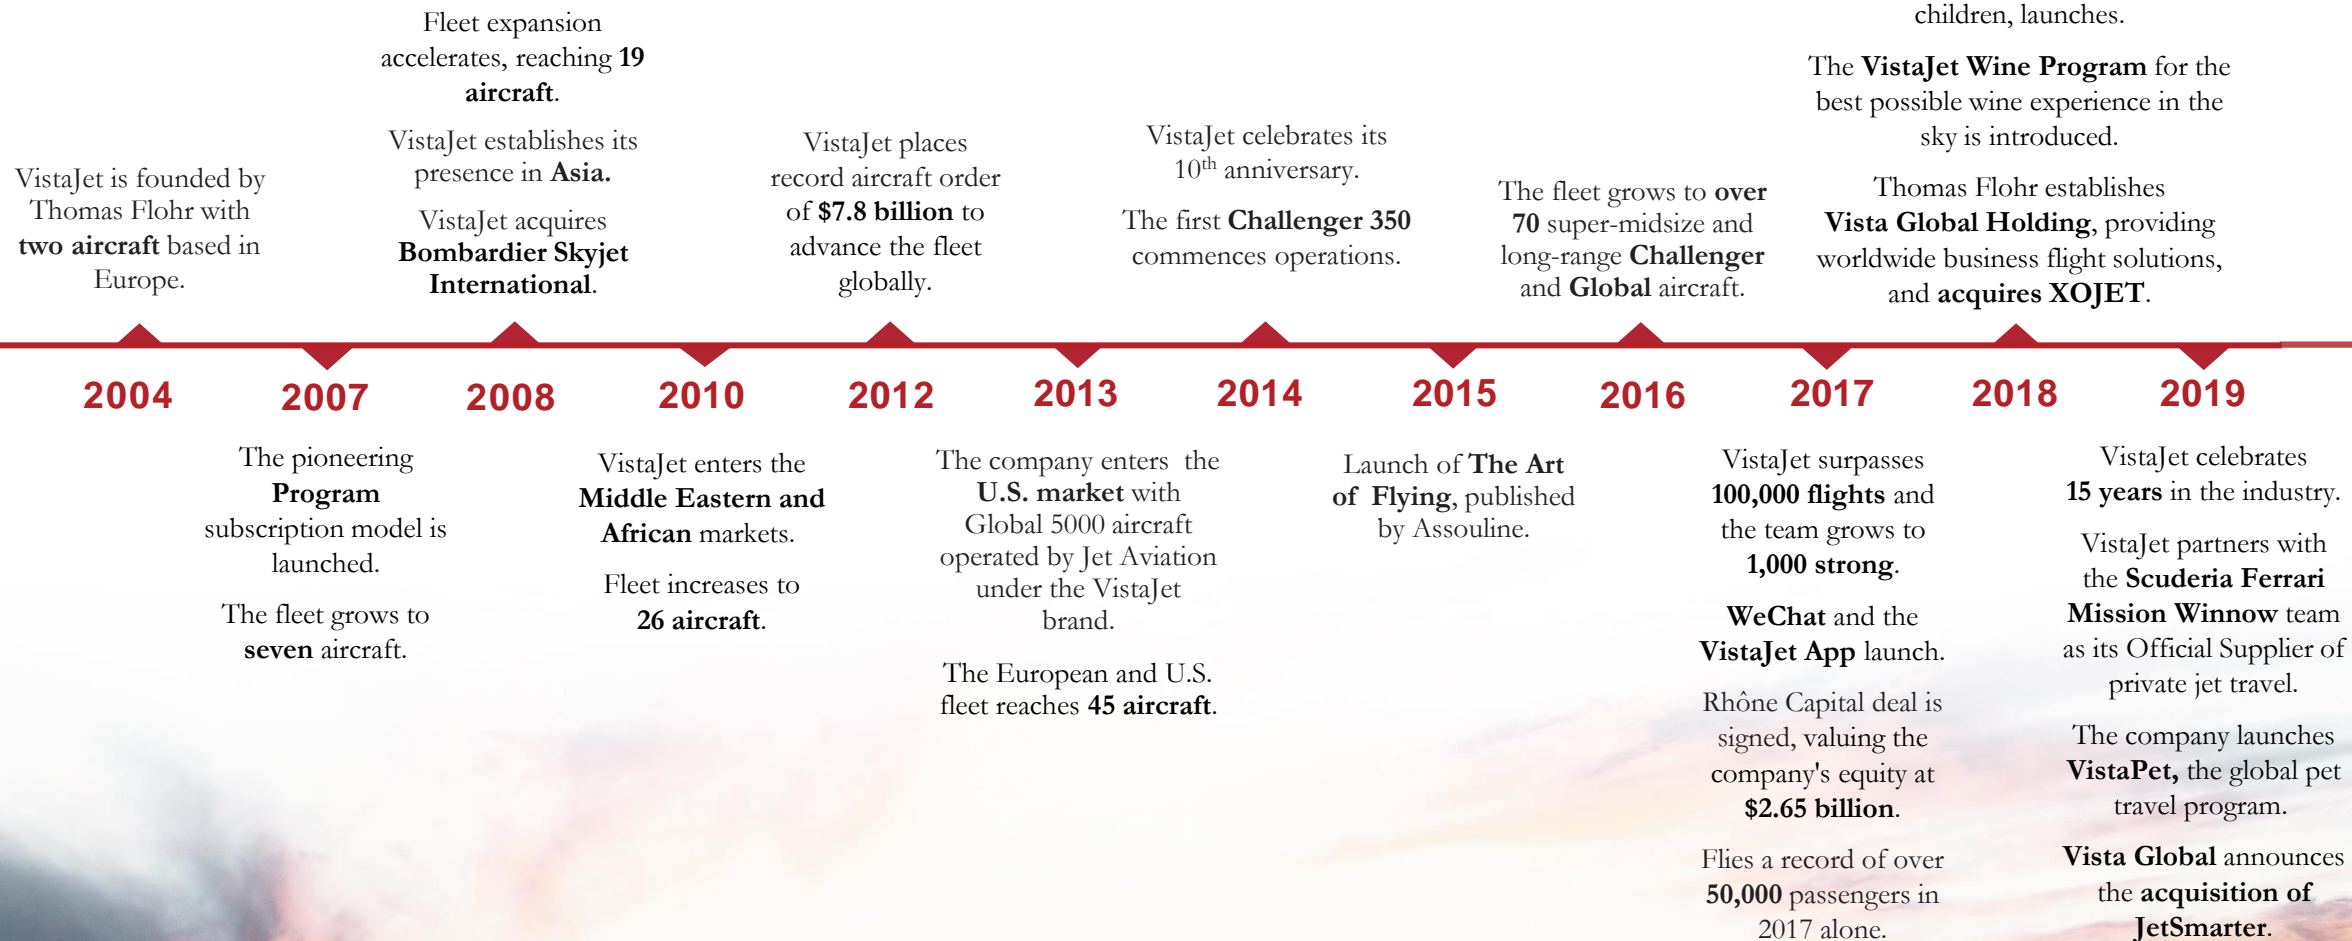 Fleet expansion
accelerates, reaching 19
aircraft.
VistaJet establishes its
presence in Asia.
VistaJet acquires
Bombardier Skyjet
International.
children, launches.
The VistaJet Wine Program for the
best possible wine experience in the
sky is introduced.
Thomas Flohr establishes
Vista Global Holding, providing
worldwide business flight solutions,
and acquires XOJET.
VistaJet is founded by
Thomas Flohr with
two aircraft based in
Europe.
VistaJet places
record aircraft order
of $7.8 billion to
advance the fleet
globally.
VistaJet celebrates its
10th anniversary.
The first Challenger 350
commences operations.
The fleet grows to over
70 super-midsize and
long-range Challenger
and Global aircraft.
2004 2007 2008 2010 2012 2013 2014 2015 2016 2017 2018 2019
The pioneering
Program
subscription model is
launched.
The fleet grows to
seven aircraft.
VistaJet enters the
Middle Eastern and
African markets.
Fleet increases to
26 aircraft.
The company enters the
U.S. market with
Global 5000 aircraft
operated by Jet Aviation
under the VistaJet
brand.
The European and U.S.
fleet reaches 45 aircraft.
Launch of The Art
of Flying, published
by Assouline.
VistaJet surpasses
100,000 flights and
the team grows to
1,000 strong.
WeChat and the
VistaJet App launch.
Rhône Capital deal is
signed, valuing the
company's equity at
$2.65 billion.
Flies a record of over
50,000 passengers in
2017 alone.
VistaJet celebrates
15 years in the industry.
VistaJet partners with
the Scuderia Ferrari
Mission Winnow team
as its Official Supplier of
private jet travel.
The company launches
VistaPet, the global pet
travel program.
Vista Global announces
the acquisition of
JetSmarter.